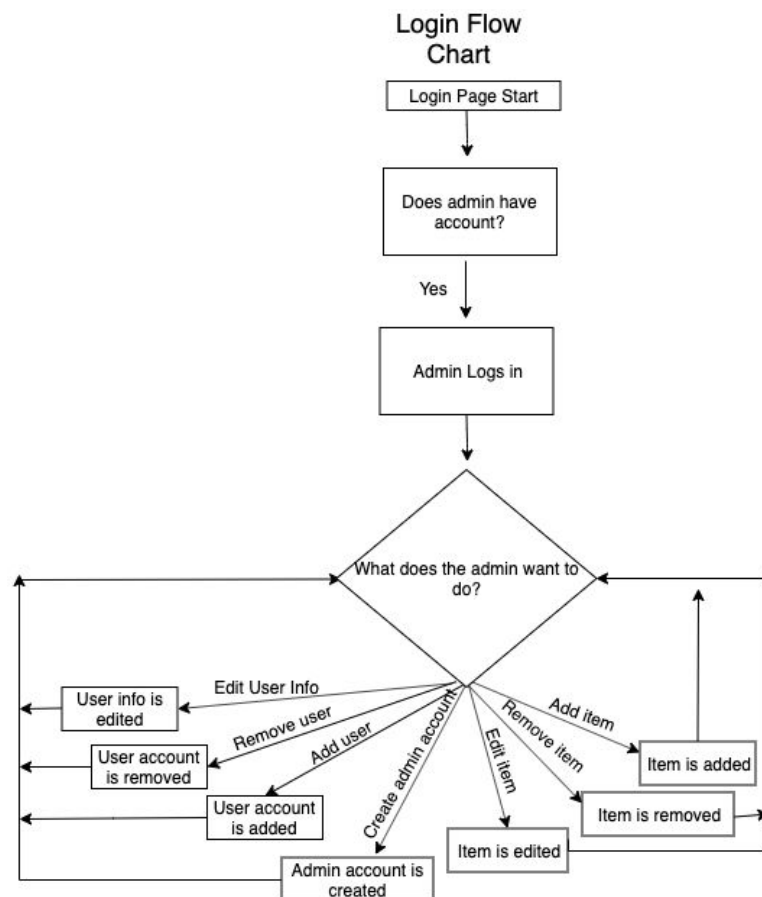 Login Flow
Chart
Login Page Start
Does admin have
account?
Yes
Admin Logs in
What does the admin want to
do?
Edit User Info
Remove user
Add user
Create admin account
Edit item
Remove item
Add item
User info is
edited
User account
is removed
User account
is added
Admin account is
created
Item is edited
Item is removed
Item is added